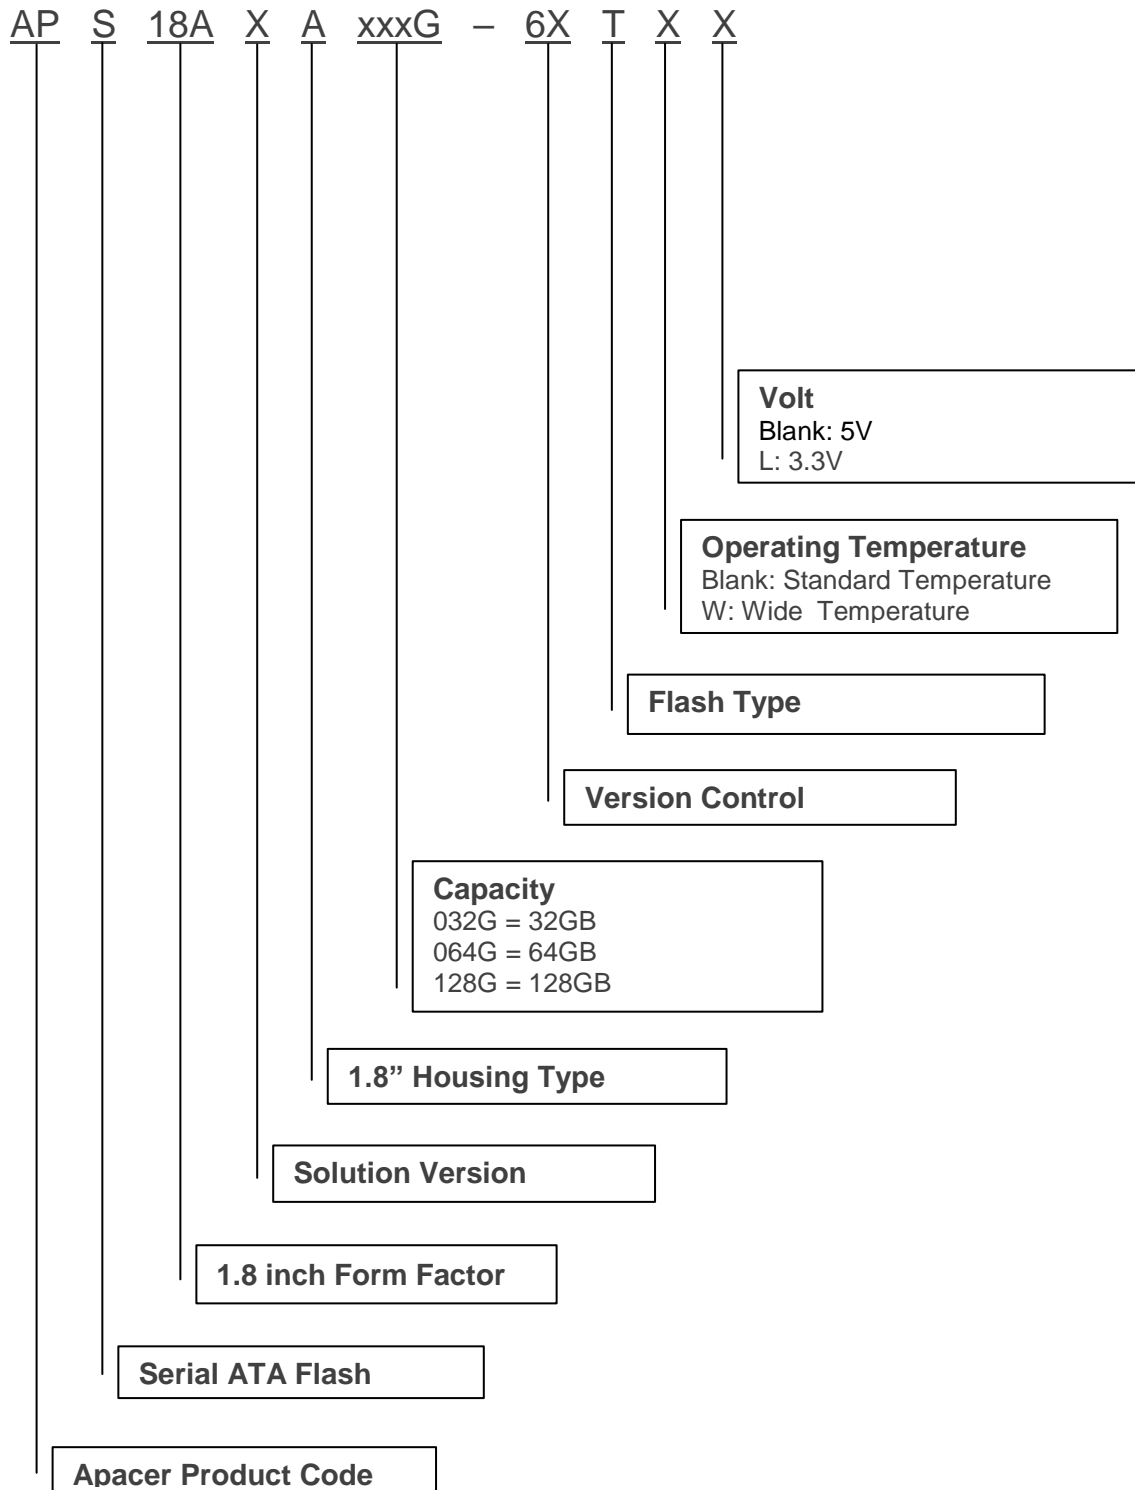 AP S 18A X A xxxG – 6X T X X
Volt
Blank: 5V
L: 3.3V
Operating Temperature
Blank: Standard Temperature
W: Wide Temperature
Flash Type
Version Control
Capacity
032G = 32GB
064G = 64GB
128G = 128GB
1.8” Housing Type
Solution Version
1.8 inch Form Factor
Serial ATA Flash
Apacer Product Code